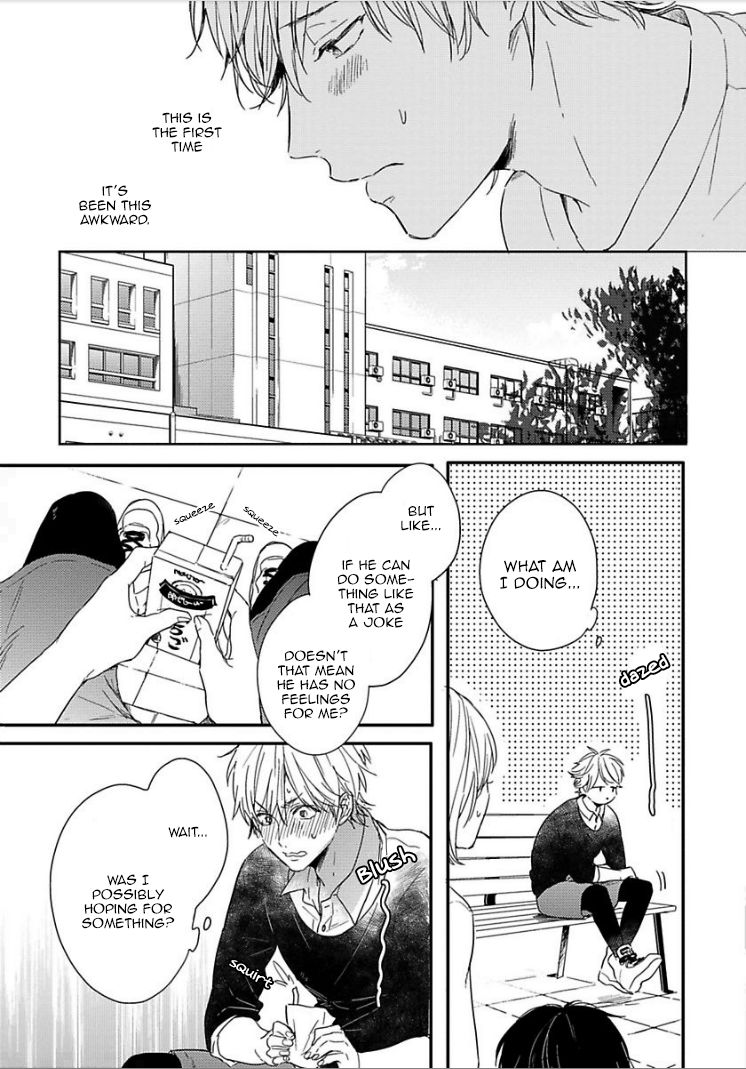 THIS IS
THE FIRST
TIME
IT'S
BEEN THIS
AWKWARD.
WHAT AM
I DOING...
dazed
BUT
LIKE...
IF HE CAN
DO SOME-
THING LIKE
THAT AS
A JOKE
DOESN'T
THAT MEAN
HE HAS NO
FEELINGS
FOR ME?
squeeze
squeeze
WAIT...
WAS I
POSSIBLY
HOPING FOR
SOMETHING?
Blush
squirt